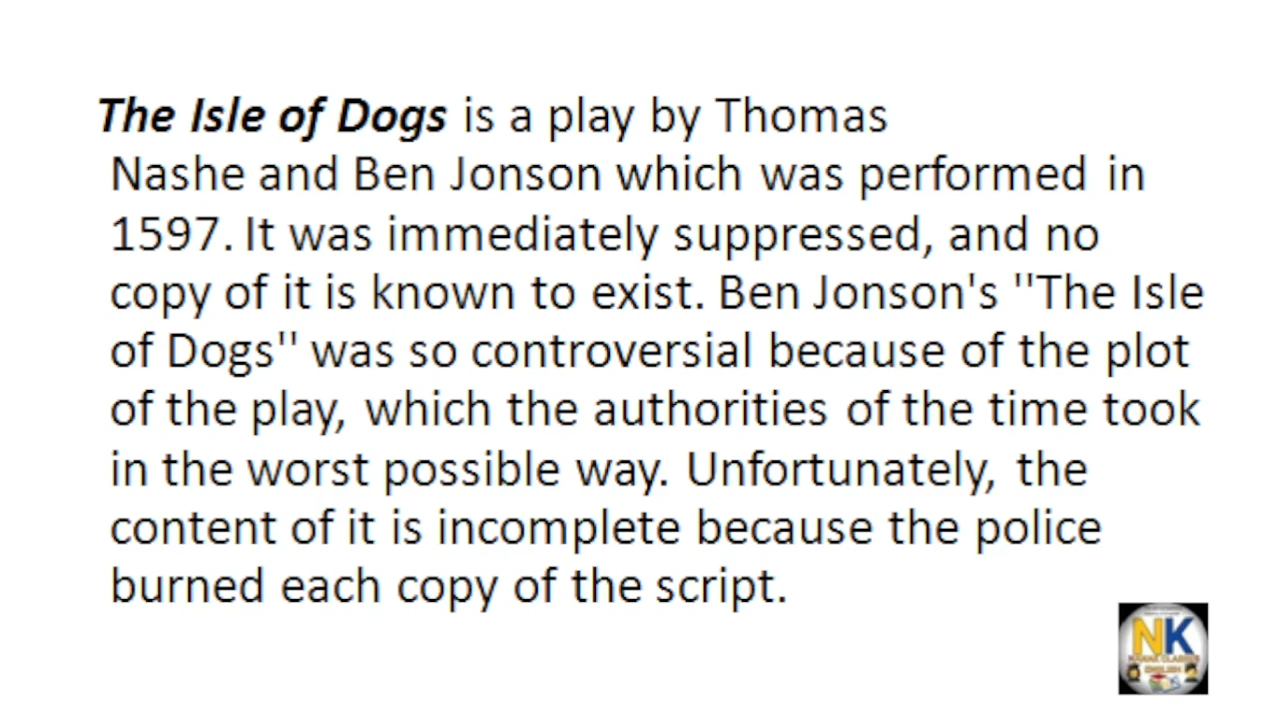 The Isle of Dogs is a play by Thomas
Nashe and Ben Jonson which was performed in
1597. It was immediately suppressed, and no
copy of it is known to exist. Ben Jonson's ''The Isle
of Dogs'' was so controversial because of the plot
of the play, which the authorities of the time took
in the worst possible way. Unfortunately, the
content of it is incomplete because the police
burned each copy of the script.
NK